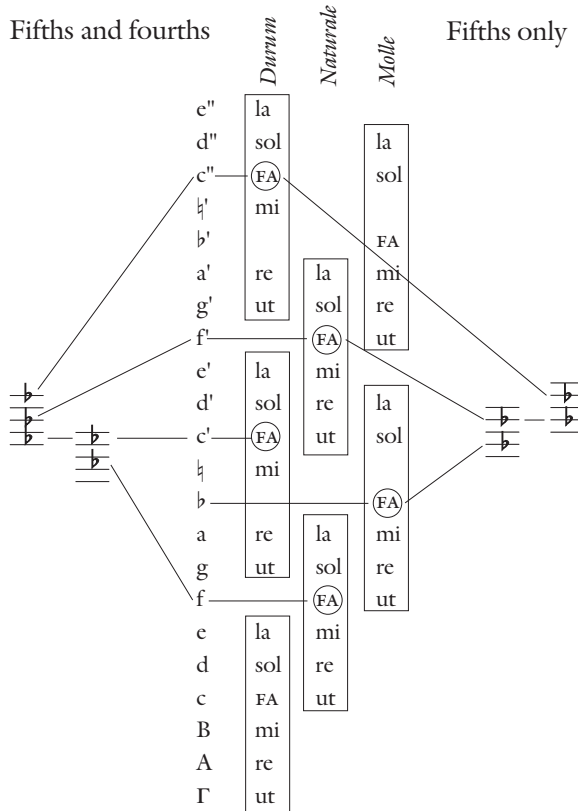 Fifths and fourths Durum Naturale Molle Fifths only
e" la
d" sol la
c" FA sol
♮' mi
♭' FA
a' re la mi
g' ut sol re
f' FA ut
e' la mi
d' sol re la
c' FA ut sol
♮ mi
♭ FA
a re la mi
g ut sol re
f FA ut
e la mi
d sol re
c FA ut
B mi
A re
Γ ut